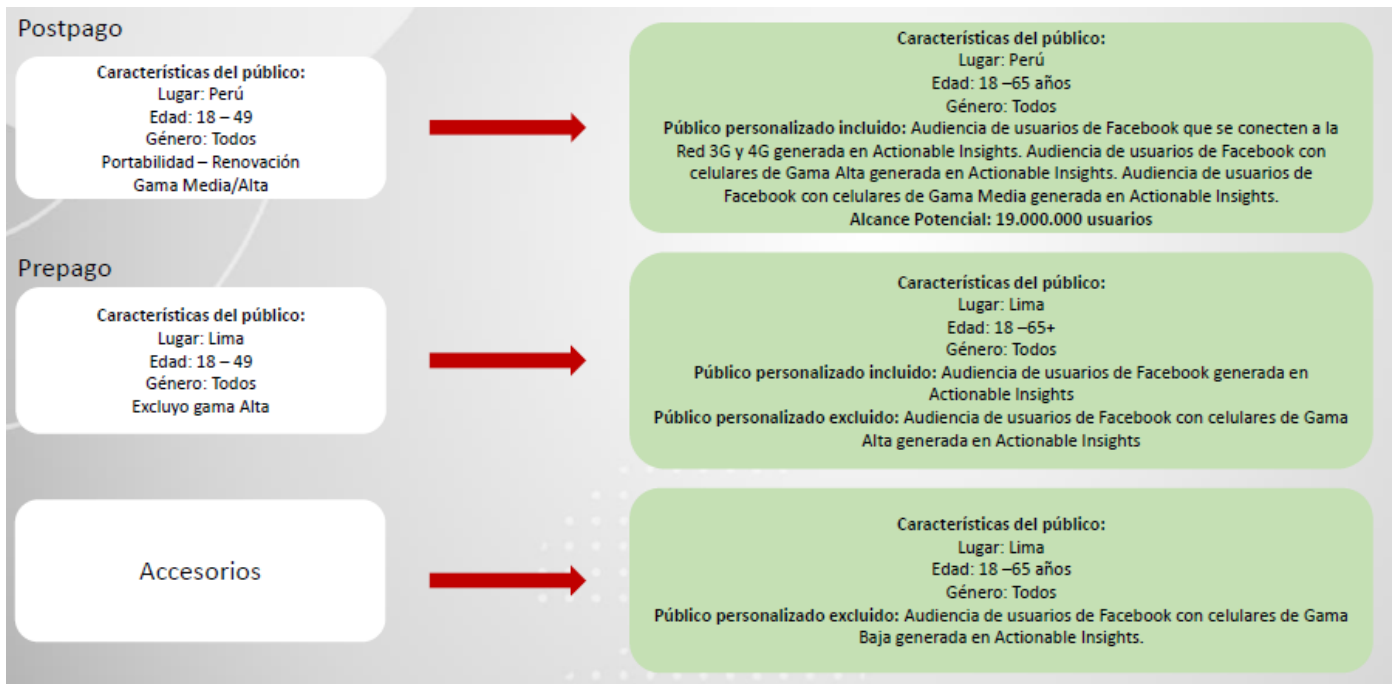 Postpago
Características del público:
Lugar: Perú
Edad: 18 – 49
Género: Todos
Portabilidad – Renovación
Gama Media/Alta
Características del público:
Lugar: Perú
Edad: 18 –65 años
Género: Todos
Público personalizado incluido: Audiencia de usuarios de Facebook que se conecten a la
Red 3G y 4G generada en Actionable Insights. Audiencia de usuarios de Facebook con
celulares de Gama Alta generada en Actionable Insights. Audiencia de usuarios de
Facebook con celulares de Gama Media generada en Actionable Insights.
Alcance Potencial: 19.000.000 usuarios
Prepago
Características del público:
Lugar: Lima
Edad: 18 – 49
Género: Todos
Excluyo gama Alta
Características del público:
Lugar: Lima
Edad: 18 –65+
Género: Todos
Público personalizado incluido: Audiencia de usuarios de Facebook generada en
Actionable Insights
Público personalizado excluido: Audiencia de usuarios de Facebook con celulares de Gama
Alta generada en Actionable Insights
Accesorios
Características del público:
Lugar: Lima
Edad: 18 –65 años
Género: Todos
Público personalizado excluido: Audiencia de usuarios de Facebook con celulares de Gama
Baja generada en Actionable Insights.